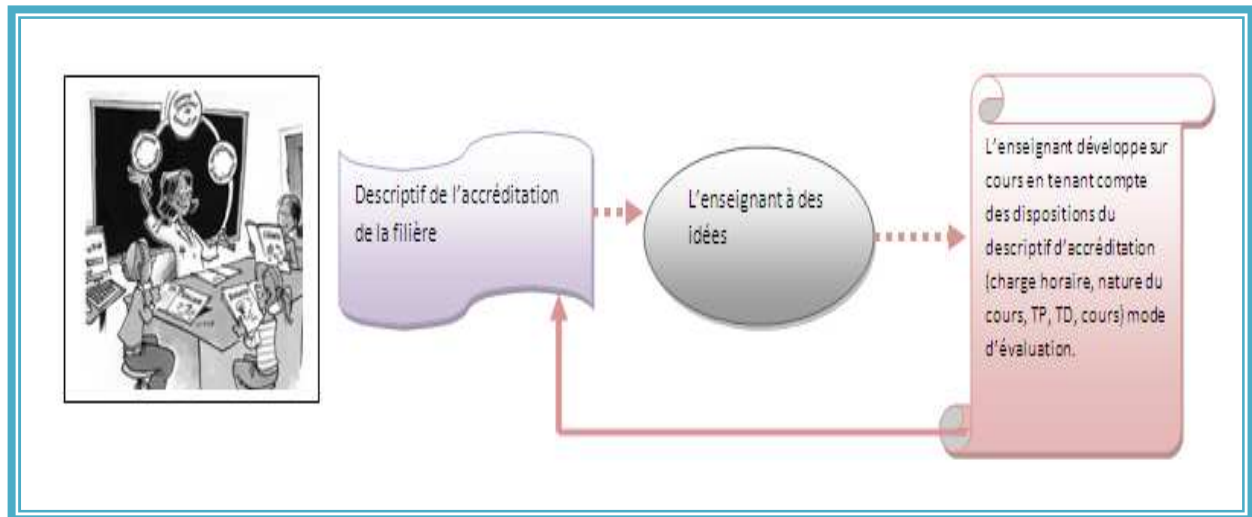 Descriptif de l'accréditation
de la filière
L'enseignant à des
idées
L'enseignant développe sur
cours en tenant compte
des dispositions du
descriptif d'accréditation
(charge horaire, nature du
cours, TP, TD, cours) mode
d'évaluation.